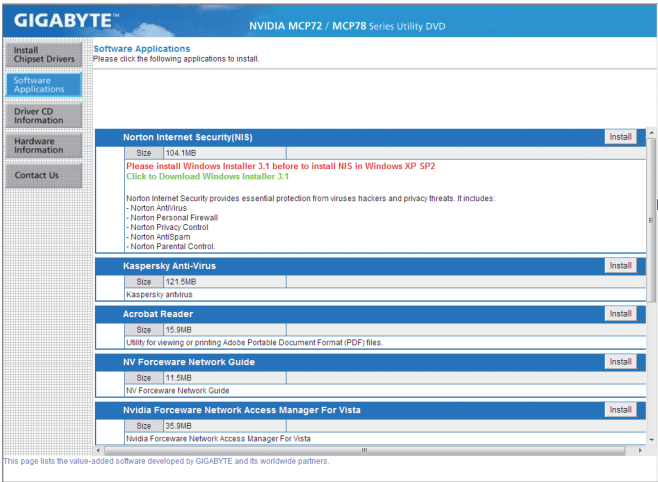 GIGABYTE™
NVIDIA MCP72 / MCP78 Series Utility DVD
Install
Chipset Drivers
Software
Applications
Driver CD
Information
Hardware
Information
Contact Us
Software Applications
Please click the following applications to install.
Norton Internet Security(NIS) Install
Size 104.1MB
Please install Windows Installer 3.1 before to install NIS in Windows XP SP2
Click to Download Windows Installer 3.1
Norton Internet Security provides essential protection from viruses hackers and privacy threats. It includes:
- Norton AntiVirus
- Norton Personal Firewall
- Norton Privacy Control
- Norton AntiSpam
- Norton Parental Control.
Kaspersky Anti-Virus Install
Size 121.5MB
Kaspersky antvirus
Acrobat Reader Install
Size 15.9MB
Utility for viewing or printing Adobe Portable Document Format (PDF) files.
NV Forceware Network Guide Install
Size 11.5MB
NV Forceware Network Guide
Nvidia Forceware Network Access Manager For Vista Install
Size 35.9MB
Nvidia Forceware Network Access Manager For Vista
This page lists the value-added software developed by GIGABYTE and its worldwide partners.